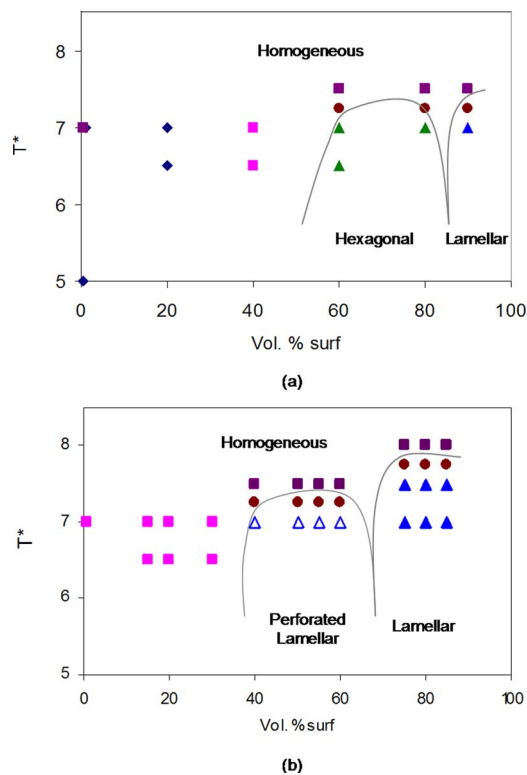 8
Homogeneous
7
T*
6
Hexagonal
Lamellar
5
0
20
40
60
80
100
Vol. % surf
(a)
8
Homogeneous
7
T*
6
Perforated
Lamellar
Lamellar
5
0
20
40
60
80
100
Vol. % surf
(b)